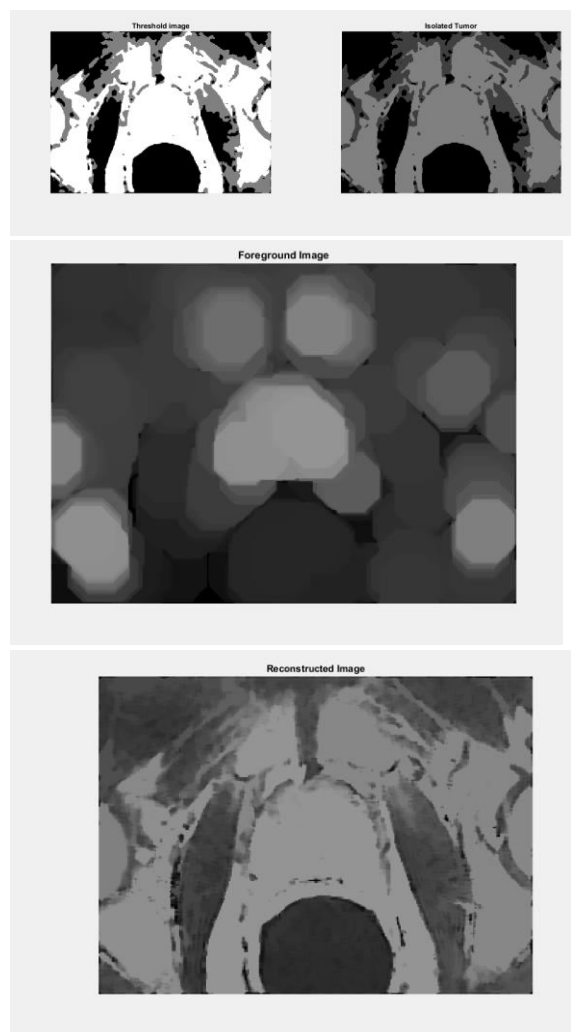 Threshold image
Isolated Tumor
Foreground Image
Reconstructed Image